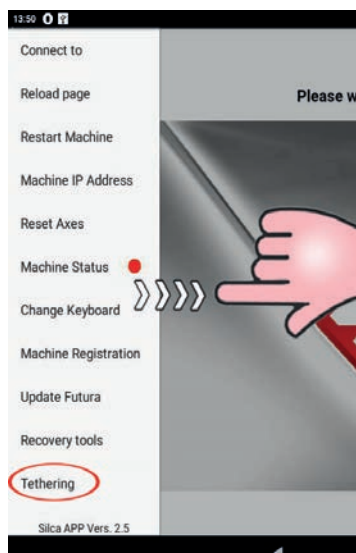 13:50
Connect to
Reload page
Please w
Restart Machine
Machine IP Address
Reset Axes
Machine Status
Change Keyboard
Machine Registration
Update Futura
Recovery tools
Tethering
Silca APP Vers. 2.5